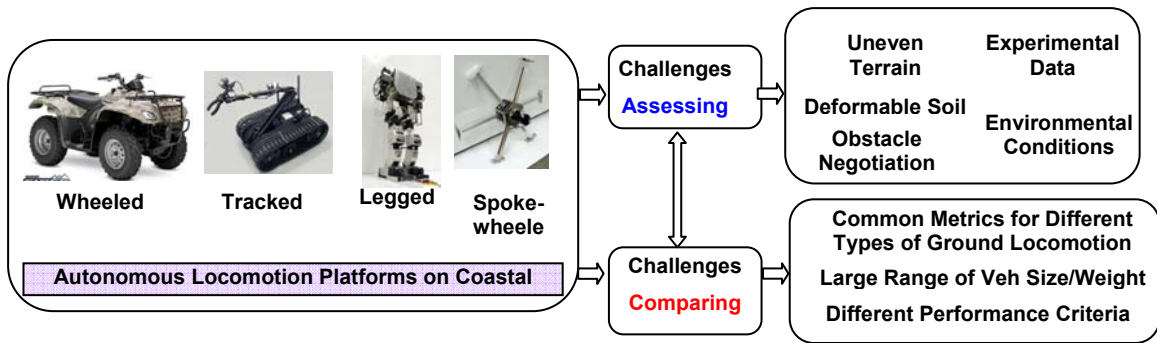 Wheeled
Tracked
Legged
Spoke-
wheele
Autonomous Locomotion Platforms on Coastal
Challenges
Assessing
Challenges
Comparing
Uneven
Terrain
Experimental
Data
Deformable Soil
Obstacle
Negotiation
Environmental
Conditions
Common Metrics for Different
Types of Ground Locomotion
Large Range of Veh Size/Weight
Different Performance Criteria